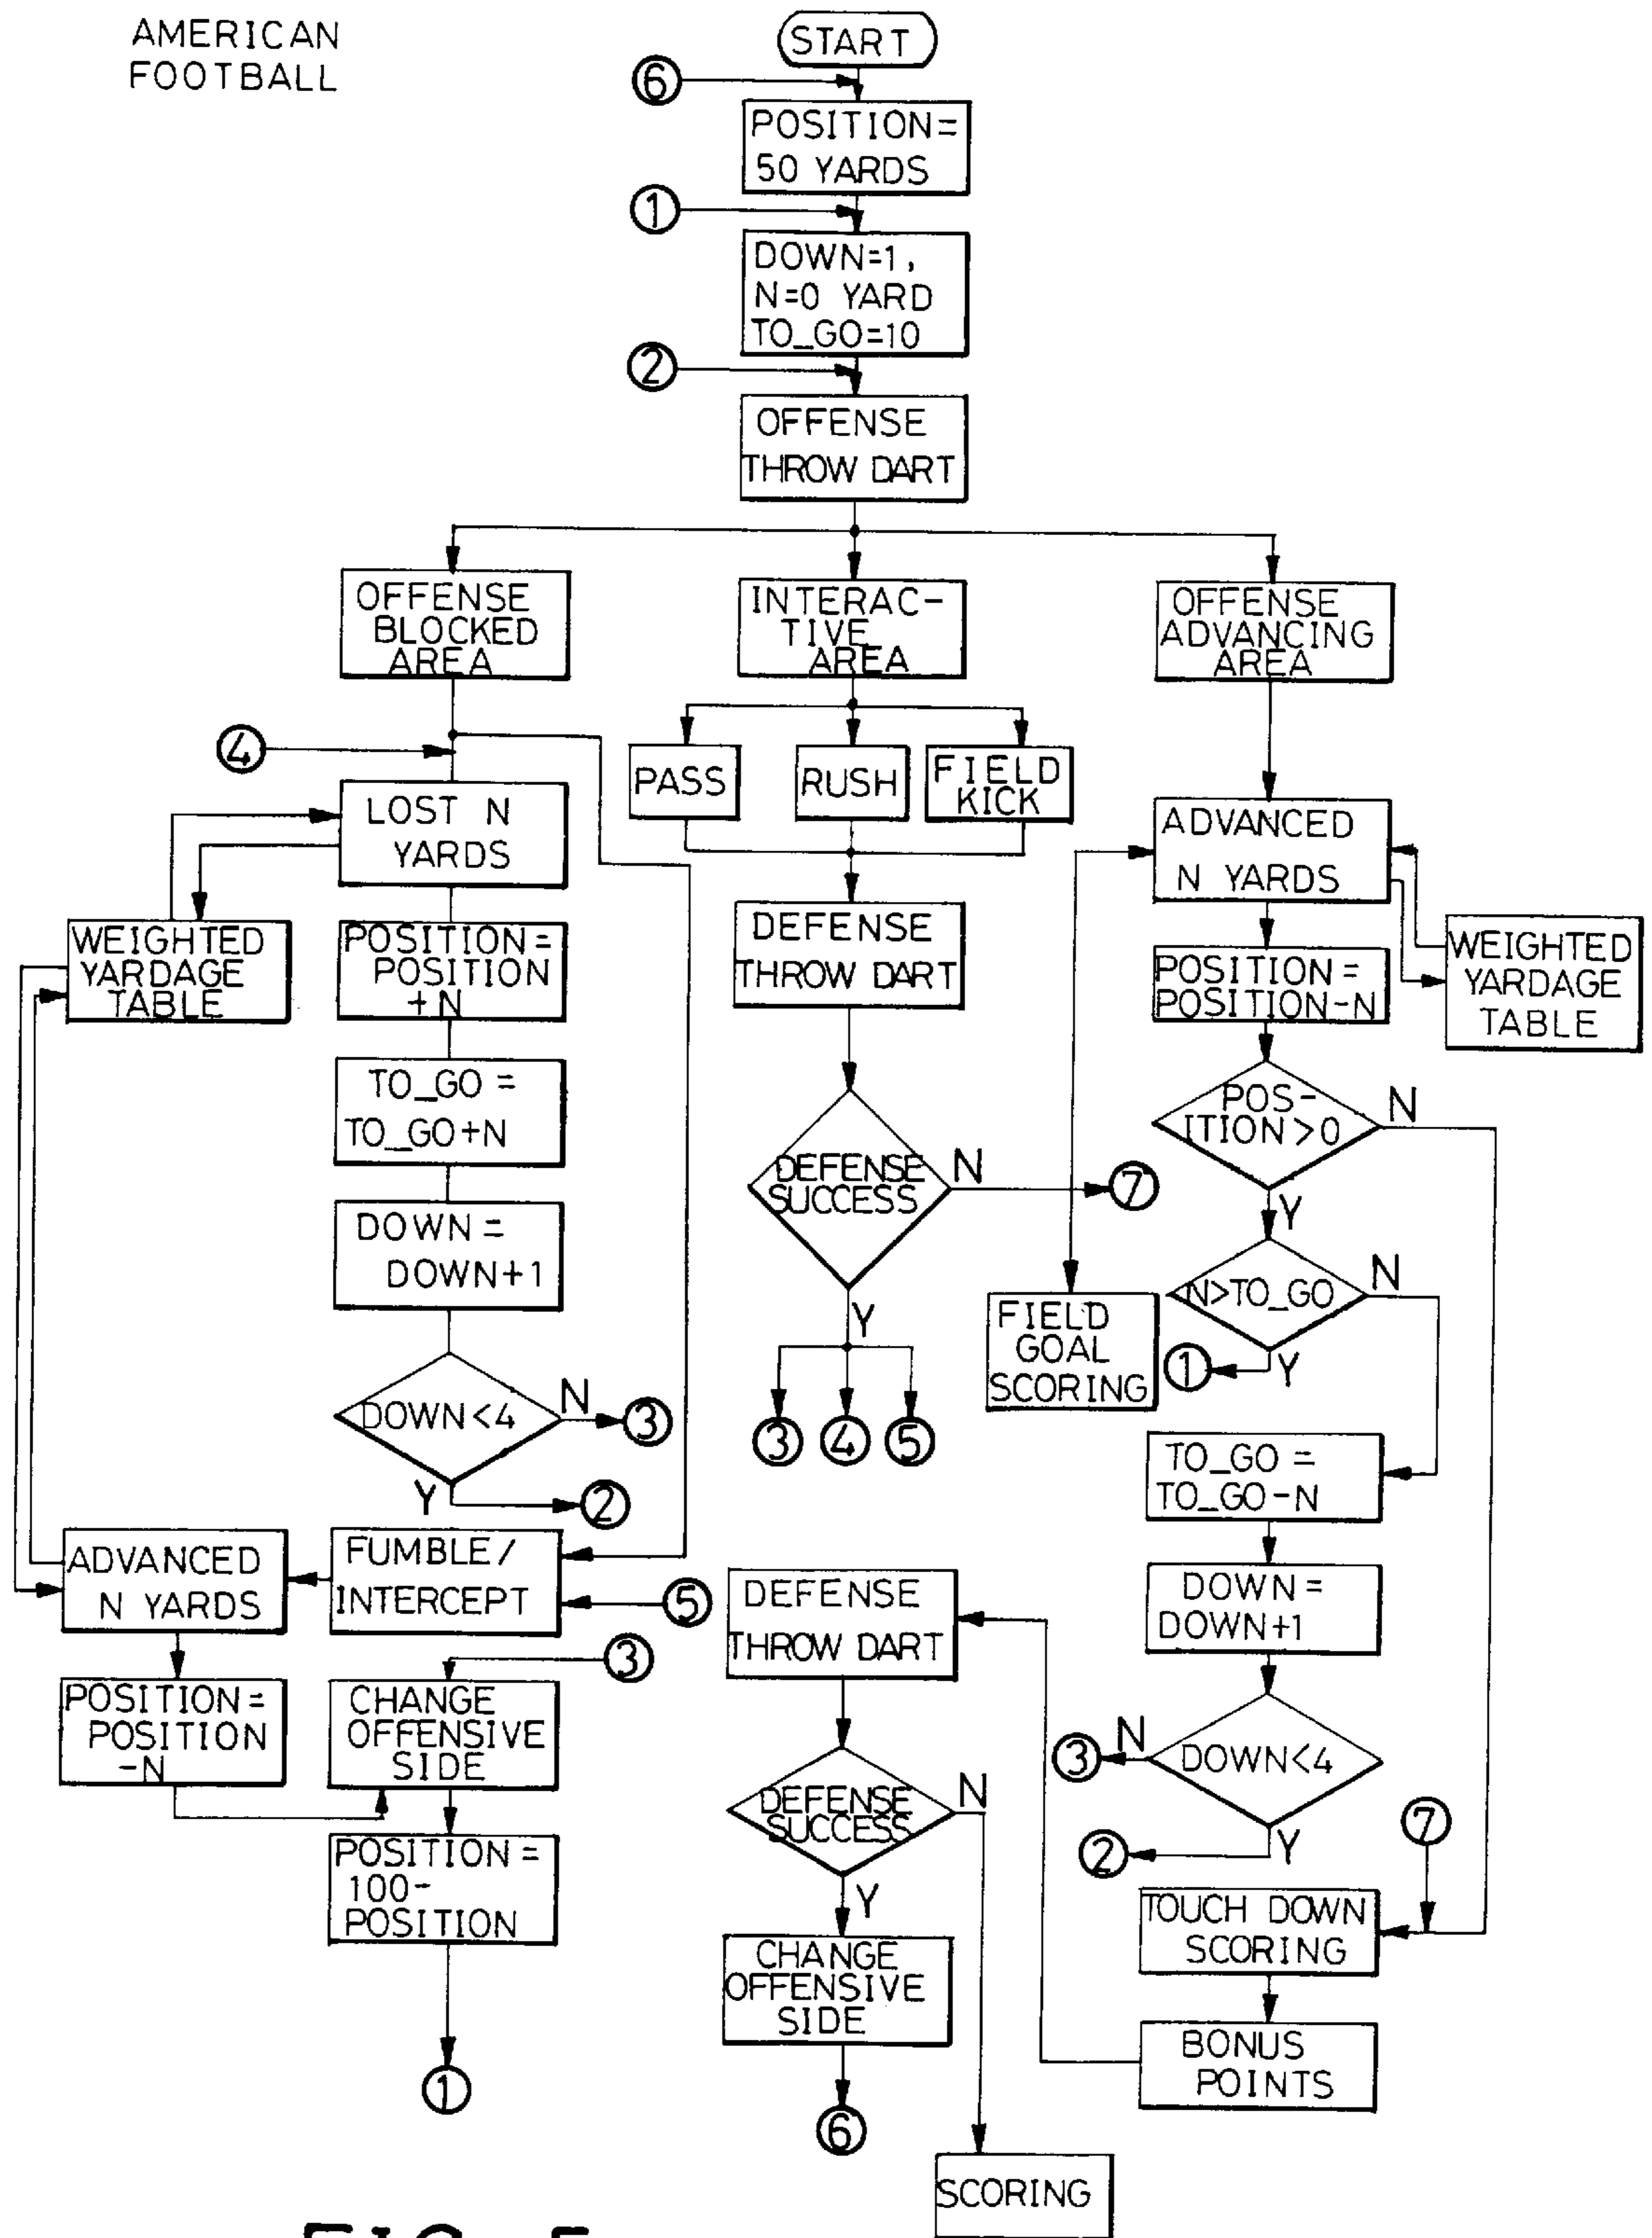 AMERICAN
FOOTBALL
START
6
POSITION=
50 YARDS
1
DOWN=1,
N=0 YARD
TO_GO=10
2
OFFENSE
THROW DART
OFFENSE
BLOCKED
AREA
INTERAC-
TIVE
AREA
OFFENSE
ADVANCING
AREA
4
PASS
RUSH
FIELD
KICK
LOST N
YARDS
ADVANCED
N YARDS
WEIGHTED
YARDAGE
TABLE
POSITION=
POSITION
+N
DEFENSE
THROW DART
POSITION=
POSITION-N
WEIGHTED
YARDAGE
TABLE
TO_GO =
TO_GO+N
POS-
ITION>0
N
Y
DEFENSE
SUCCESS
N
7
Y
3
4
5
DOWN =
DOWN+1
N>TO_GO
N
Y
1
FIELD
GOAL
SCORING
DOWN<4
N
3
Y
2
TO_GO =
TO_GO-N
ADVANCED
N YARDS
FUMBLE/
INTERCEPT
5
DEFENSE
THROW DART
DOWN =
DOWN+1
3
POSITION=
POSITION
-N
CHANGE
OFFENSIVE
SIDE
DOWN<4
N
3
Y
2
DEFENSE
SUCCESS
N
Y
7
POSITION=
100-
POSITION
TOUCH DOWN
SCORING
CHANGE
OFFENSIVE
SIDE
BONUS
POINTS
1
6
SCORING
FIG. 5